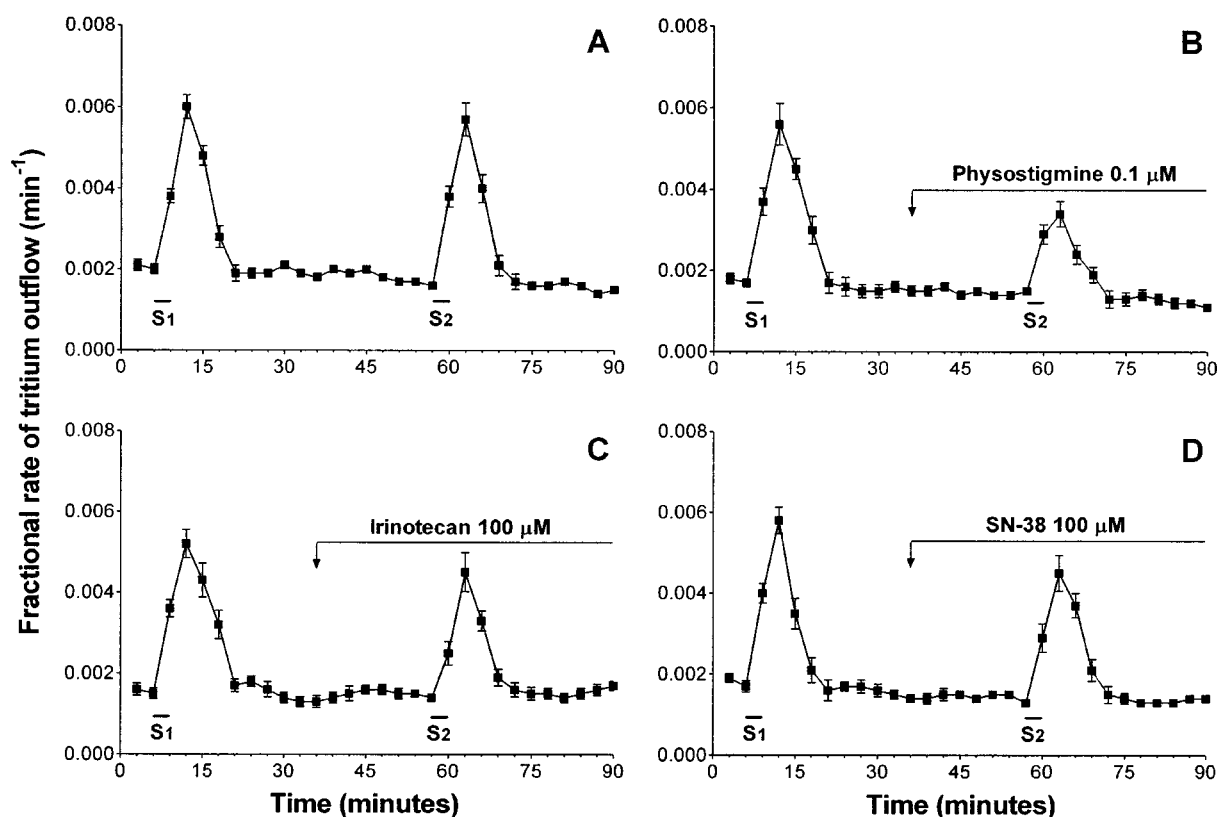 Fractional rate of tritium outflow (min⁻¹)
A
0.008
0.006
0.004
0.002
0.000
S1
S2
0 15 30 45 60 75 90
B
0.008
0.006
0.004
0.002
0.000
Physostigmine 0.1 µM
S1
S2
0 15 30 45 60 75 90
C
0.008
0.006
0.004
0.002
0.000
Irinotecan 100 µM
S1
S2
0 15 30 45 60 75 90
Time (minutes)
D
0.008
0.006
0.004
0.002
0.000
SN-38 100 µM
S1
S2
0 15 30 45 60 75 90
Time (minutes)